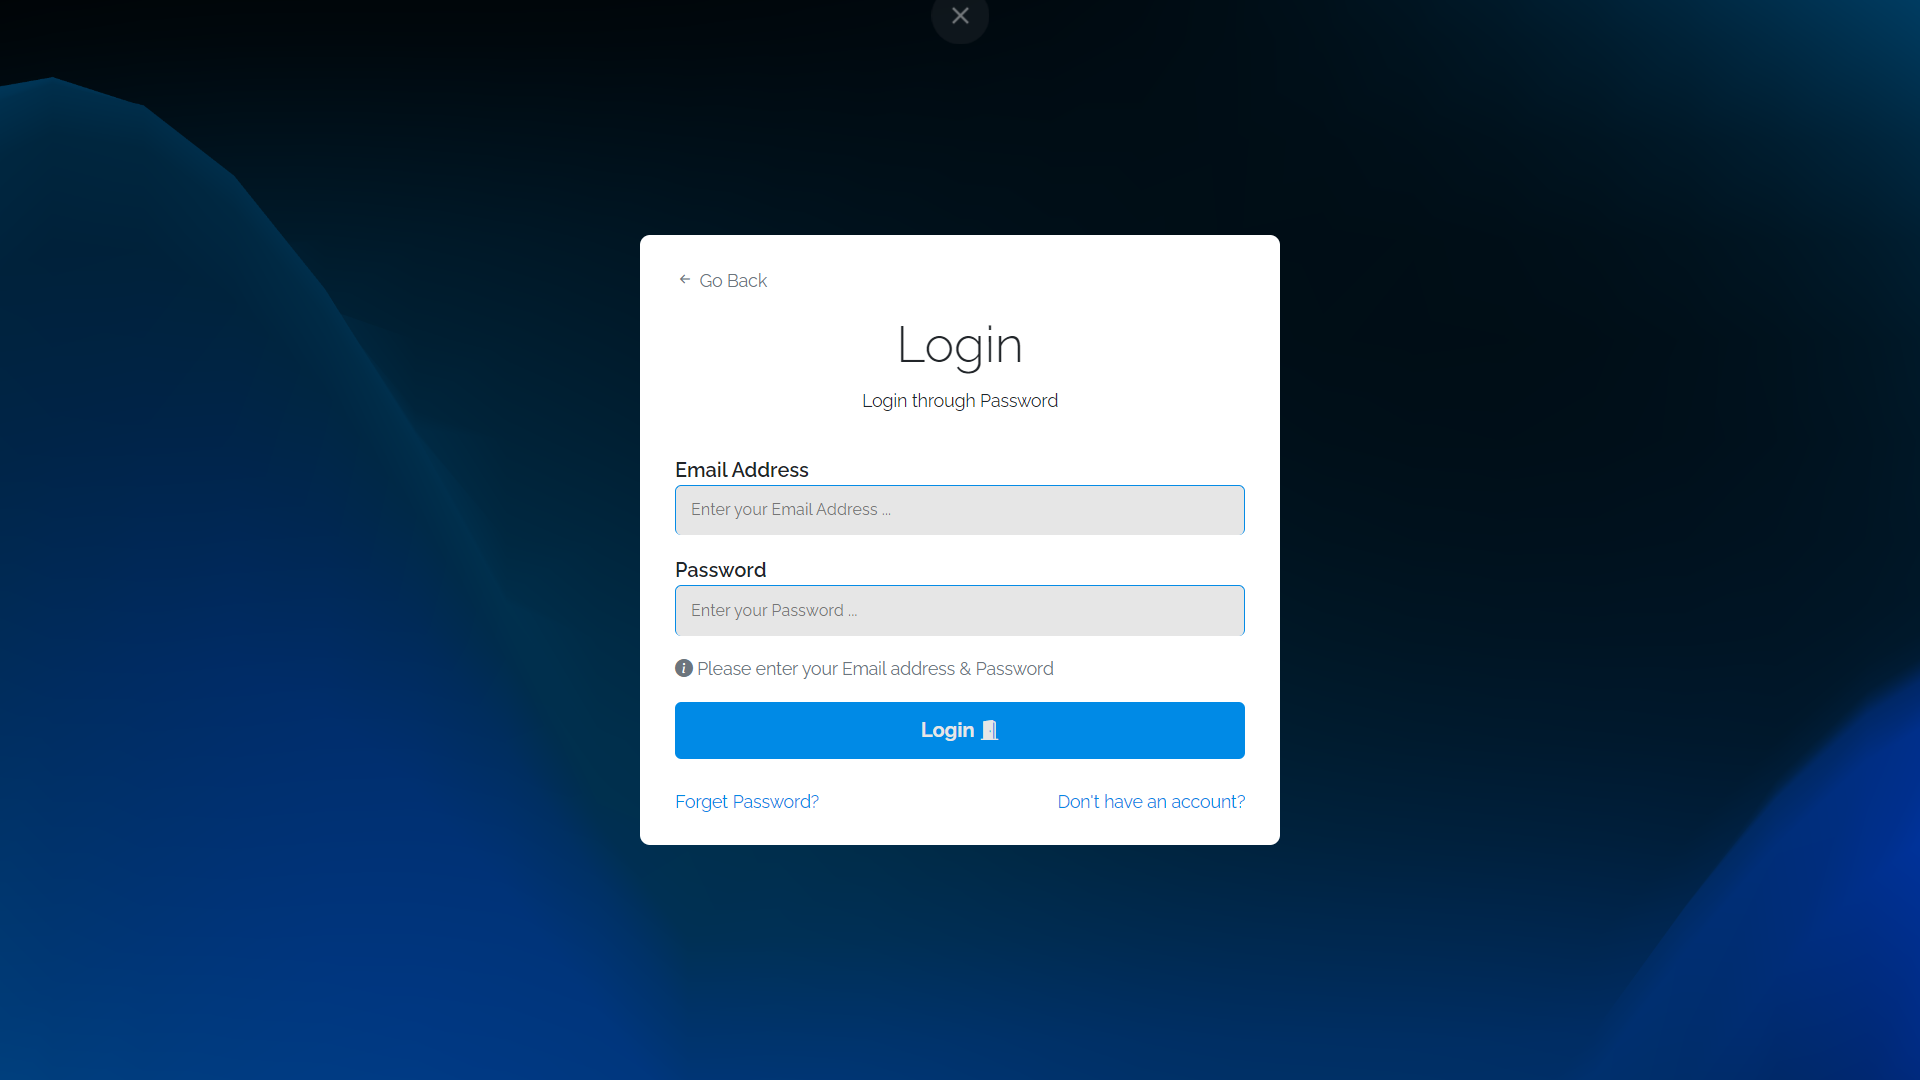 Go Back
Login
Login through Password
Email Address
Enter your Email Address ...
Password
Enter your Password ...
Please enter your Email address & Password
Login
Forget Password?
Don't have an account?